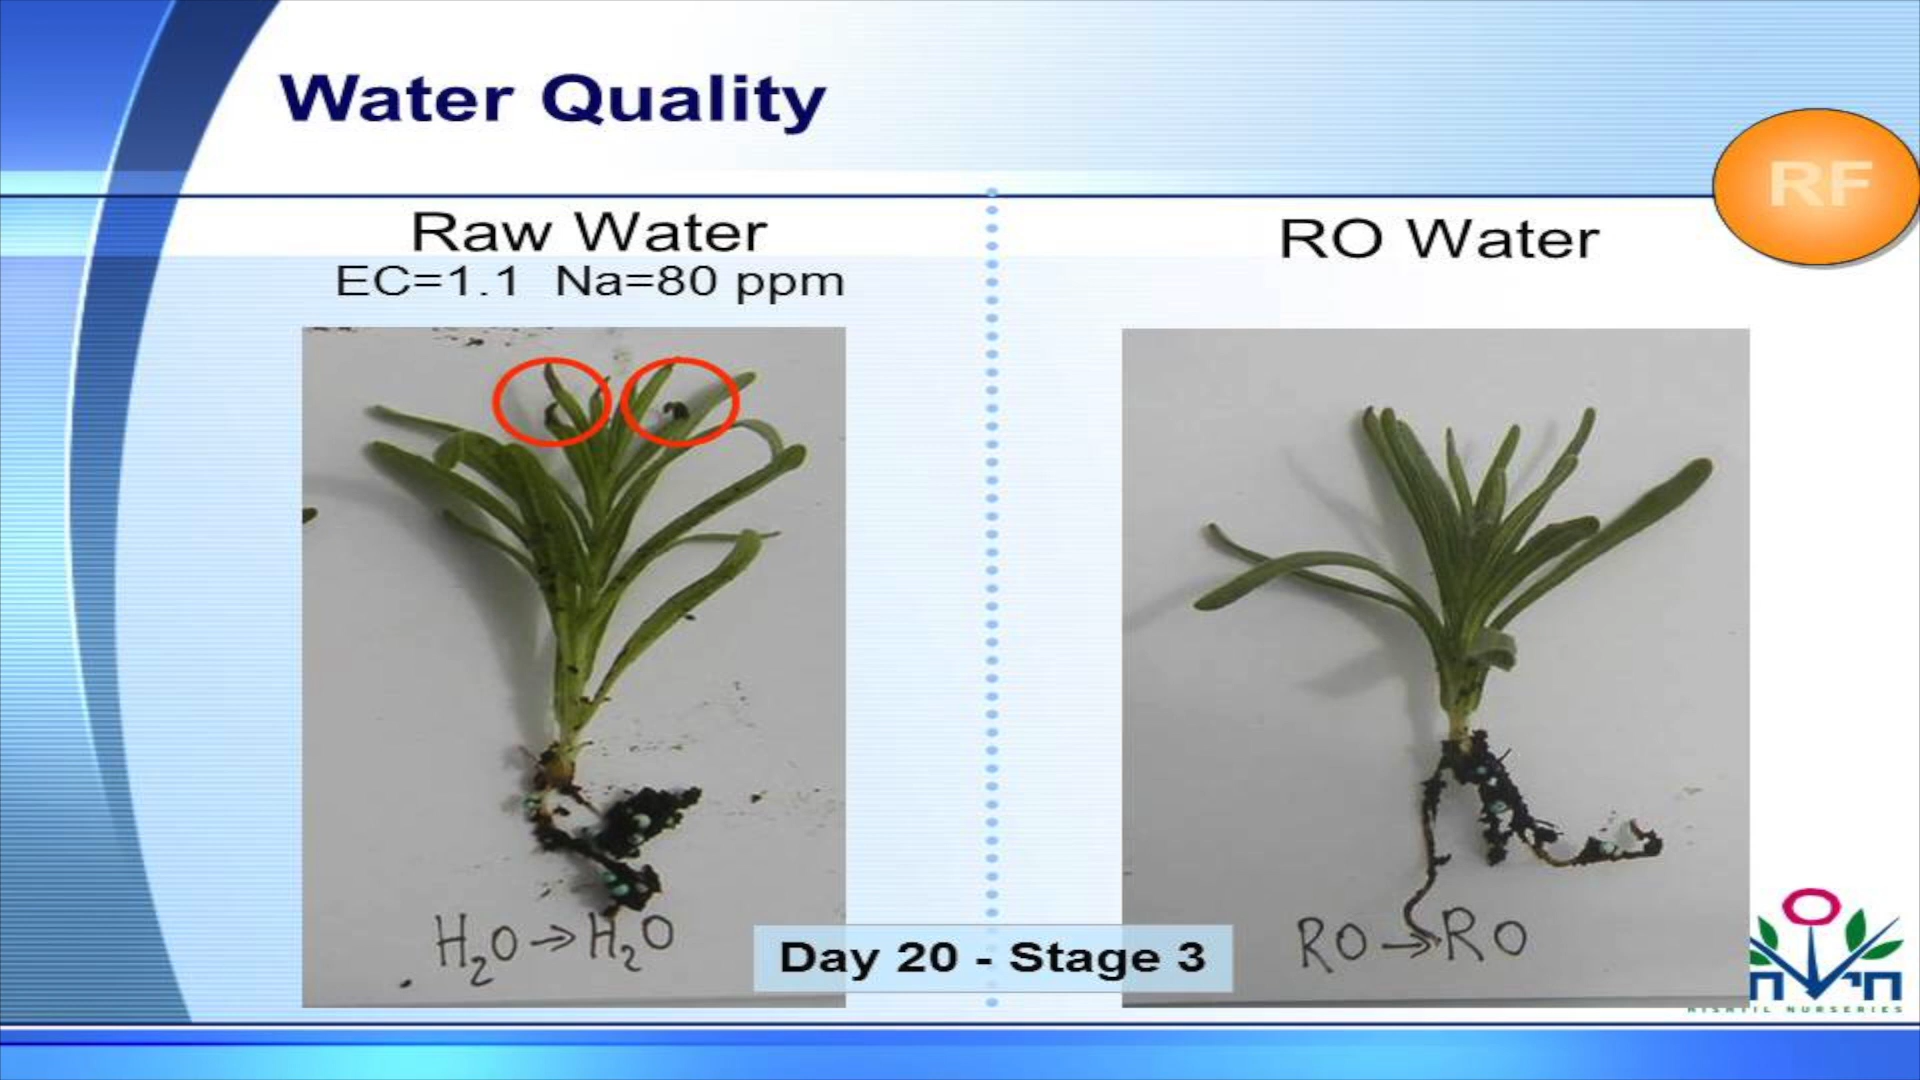 Water Quality
RF
Raw Water
EC=1.1 Na=80 ppm
RO Water
H₂O→H₂O
Day 20 - Stage 3
RO→RO
NURSERIES